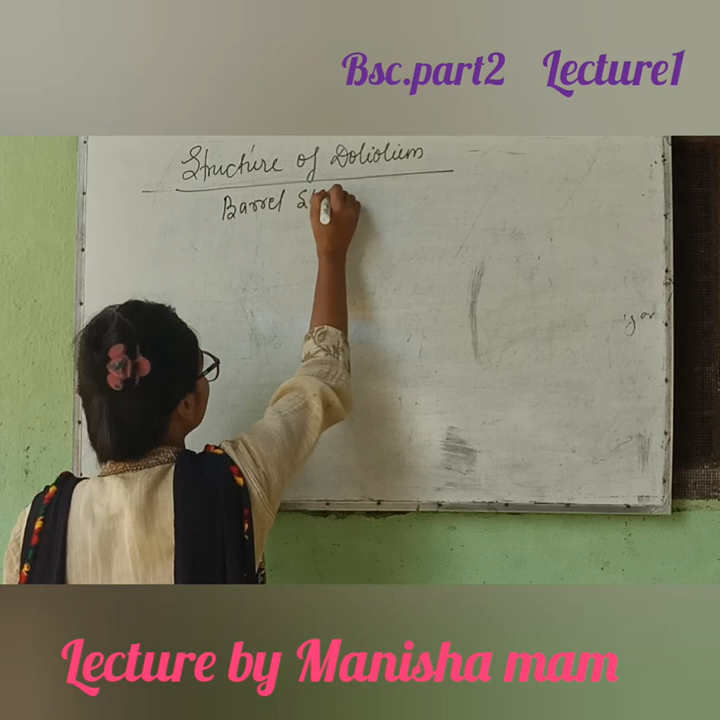 Bsc.part2 Lecture1
Structure of Doliolum
Barrel
Lecture by Manisha mam